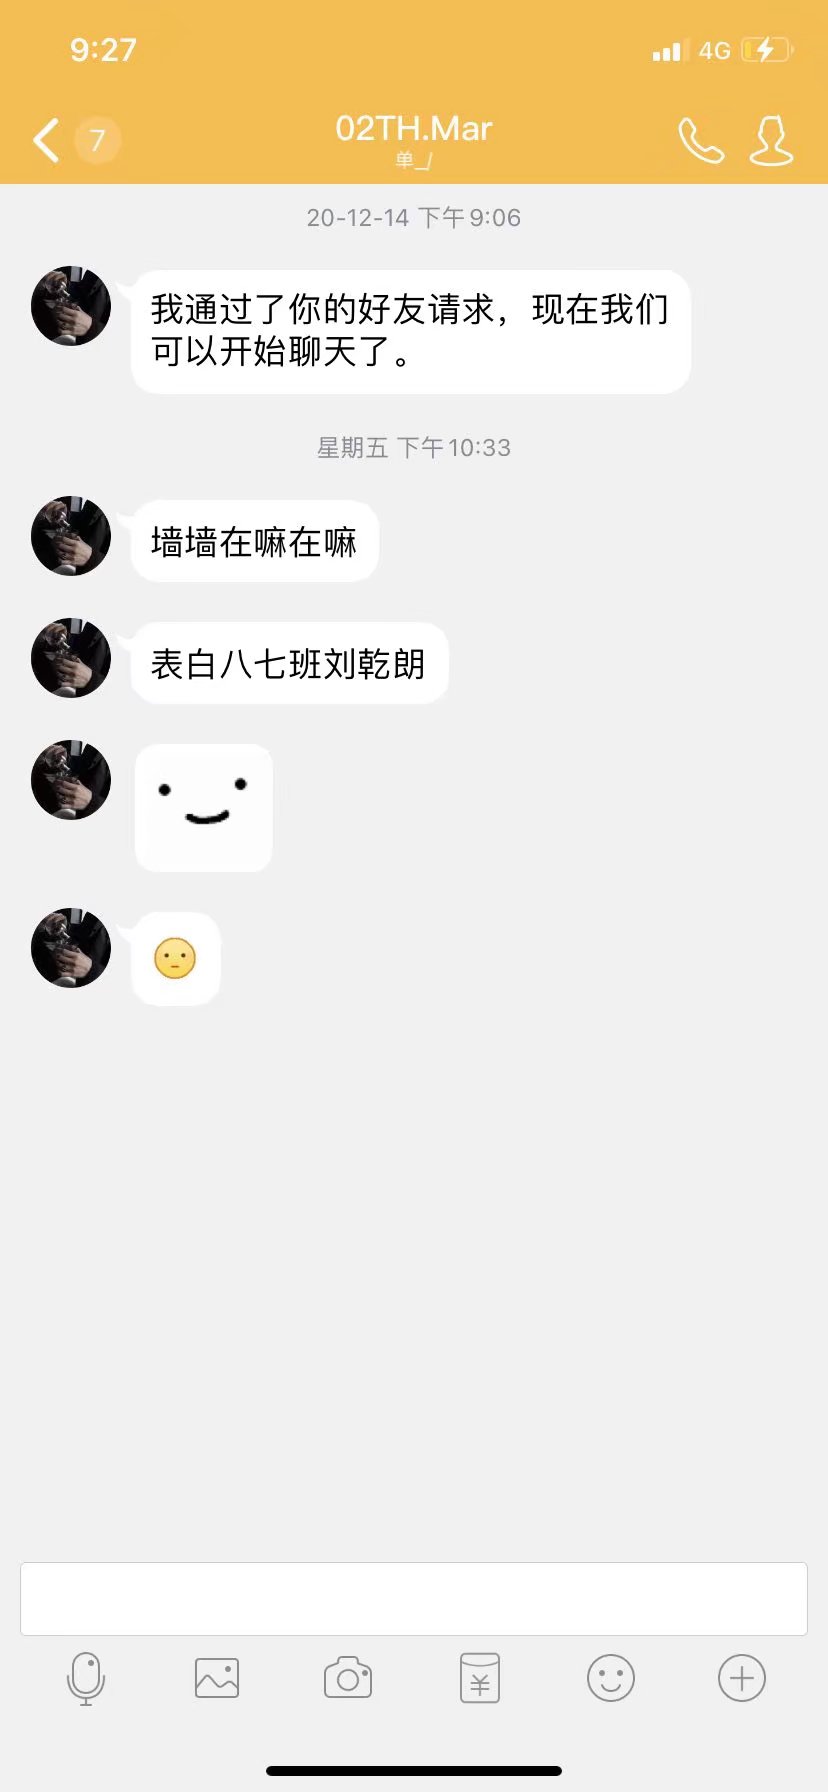 9:27
4G
7
02TH.Mar
单_/
20-12-14 下午9:06
我通过了你的好友请求，现在我们
可以开始聊天了。
星期五 下午10:33
墙墙在嘛在嘛
表白八七班刘乾朗
¥